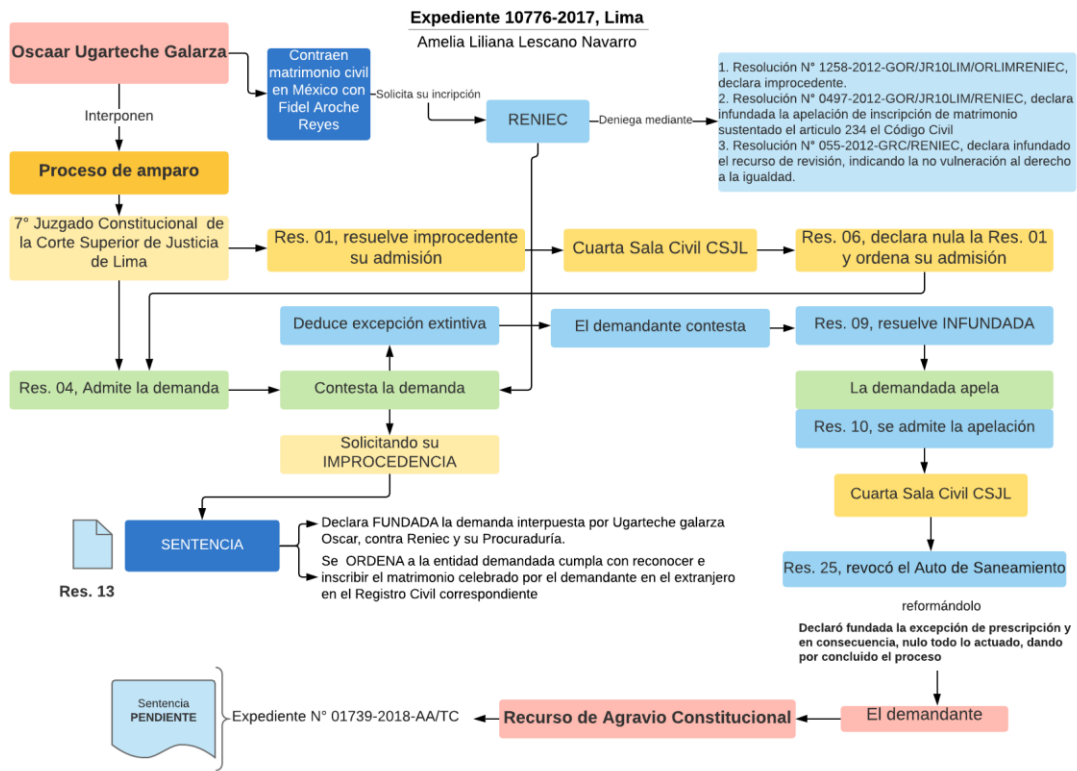 Expediente 10776-2017, Lima
Amelia Liliana Lescano Navarro
Oscaar Ugarteche Galarza
Contraen
matrimonio civil
en México con
Fidel Aroche
Reyes
Solicita su incripción
RENIEC
Deniega mediante
1. Resolución N° 1258-2012-GOR/JR10LIM/ORLIMRENIEC,
declara improcedente.
2. Resolución N° 0497-2012-GOR/JR10LIM/RENIEC, declara
infundada la apelación de inscripción de matrimonio
sustentado el articulo 234 el Código Civil
3. Resolución N° 055-2012-GRC/RENIEC, declara infundado
el recurso de revisión, indicando la no vulneración al derecho
a la igualdad.
Interponen
Proceso de amparo
7° Juzgado Constitucional de
la Corte Superior de Justicia
de Lima
Res. 01, resuelve improcedente
su admisión
Cuarta Sala Civil CSJL
Res. 06, declara nula la Res. 01
y ordena su admisión
Deduce excepción extintiva
El demandante contesta
Res. 09, resuelve INFUNDADA
Res. 04, Admite la demanda
Contesta la demanda
La demandada apela
Res. 10, se admite la apelación
Solicitando su
IMPROCEDENCIA
Cuarta Sala Civil CSJL
SENTENCIA
Res. 13
Declara FUNDADA la demanda interpuesta por Ugarteche galarza
Oscar, contra Reniec y su Procuraduría.
Se ORDENA a la entidad demandada cumpla con reconocer e
inscribir el matrimonio celebrado por el demandante en el extranjero
en el Registro Civil correspondiente
Res. 25, revocó el Auto de Saneamiento
reformándolo
Declaró fundada la excepción de prescripción y
en consecuencia, nulo todo lo actuado, dando
por concluido el proceso
El demandante
Recurso de Agravio Constitucional
Expediente N° 01739-2018-AA/TC
Sentencia
PENDIENTE